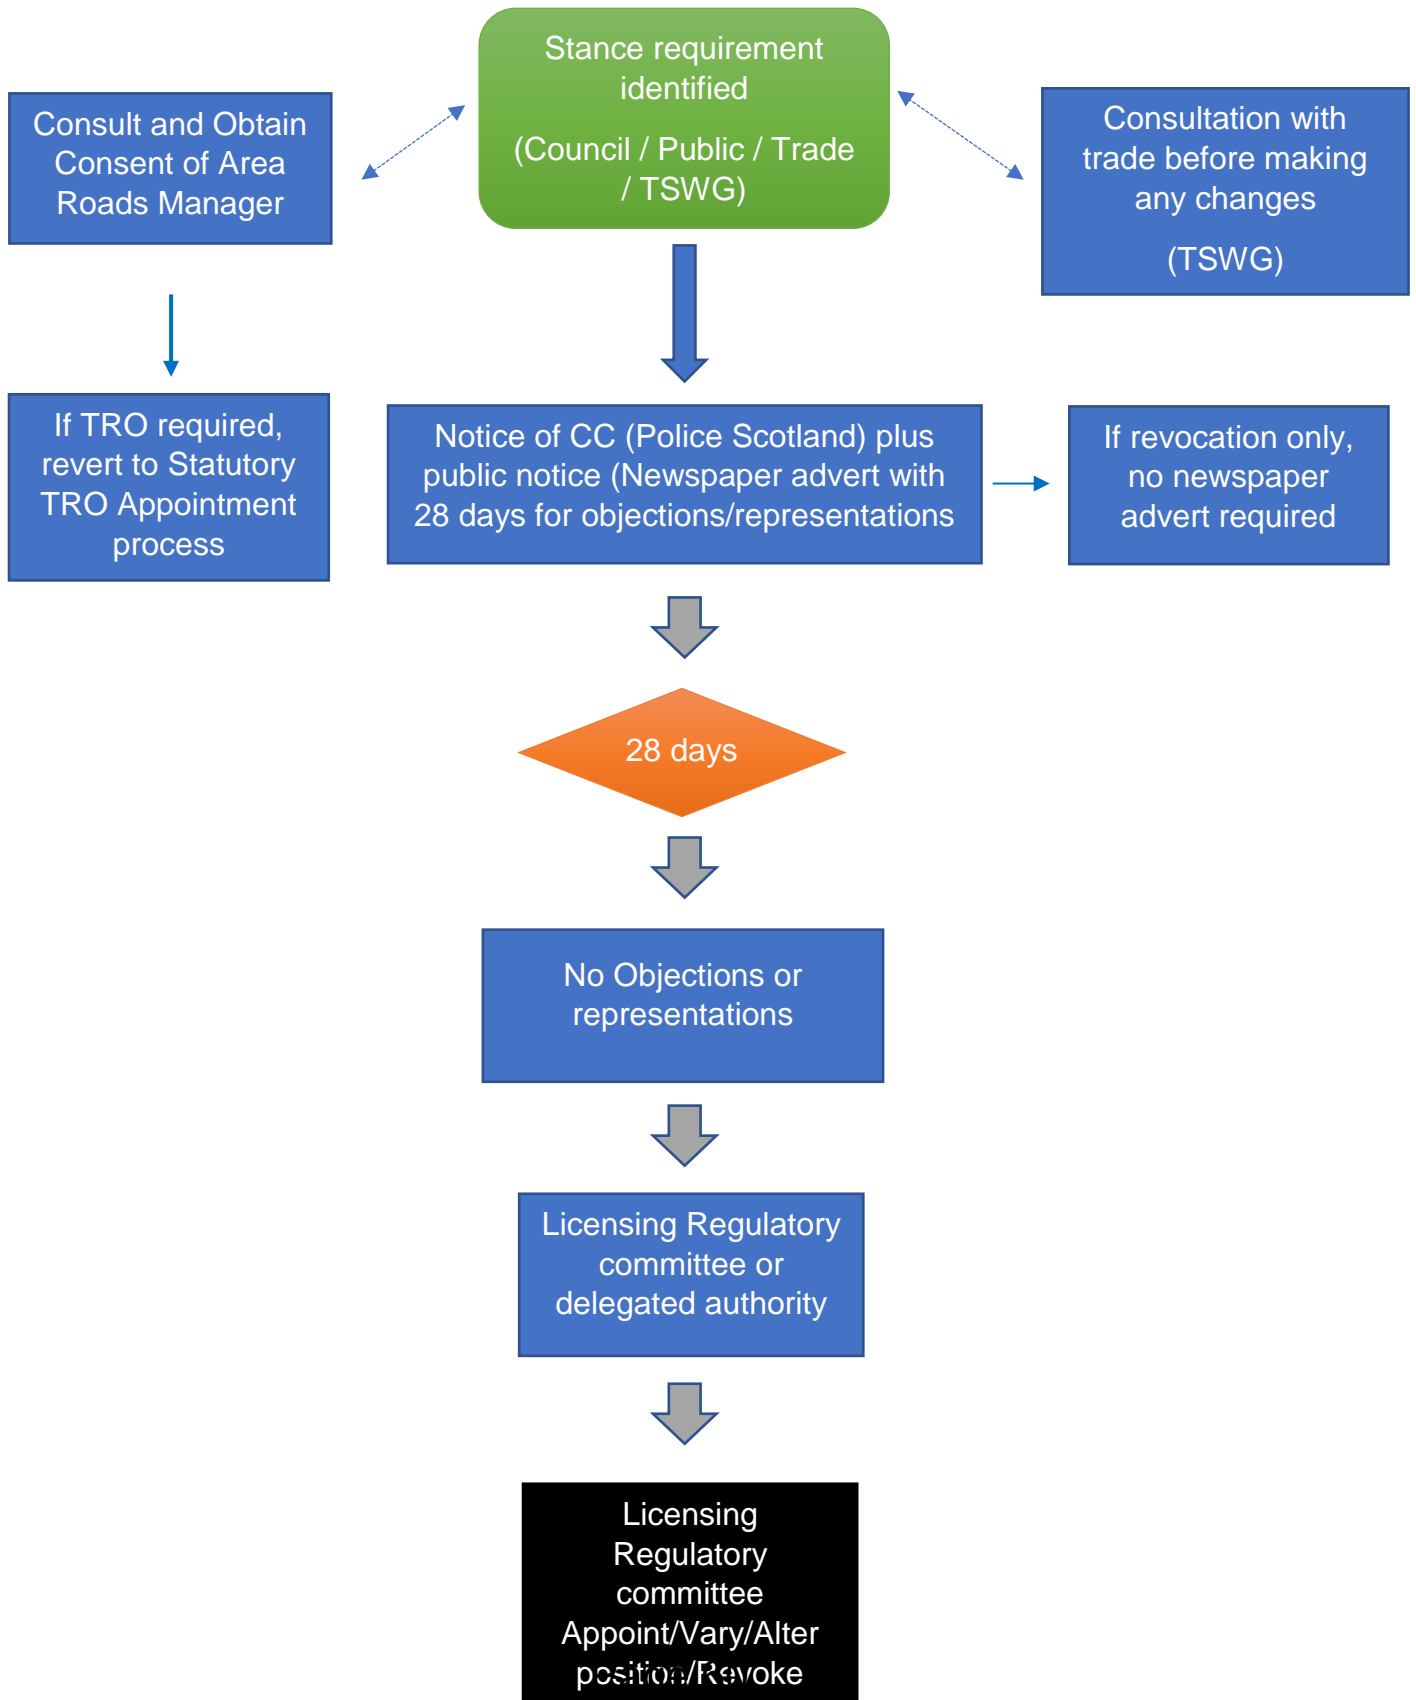 Stance requirement
identified
(Council / Public / Trade
/ TSWG)
Consult and Obtain
Consent of Area
Roads Manager
Consultation with
trade before making
any changes
(TSWG)
If TRO required,
revert to Statutory
TRO Appointment
process
Notice of CC (Police Scotland) plus
public notice (Newspaper advert with
28 days for objections/representations
If revocation only,
no newspaper
advert required
28 days
No Objections or
representations
Licensing Regulatory
committee or
delegated authority
Licensing
Regulatory
committee
Appoint/Vary/Alter
position/Revoke